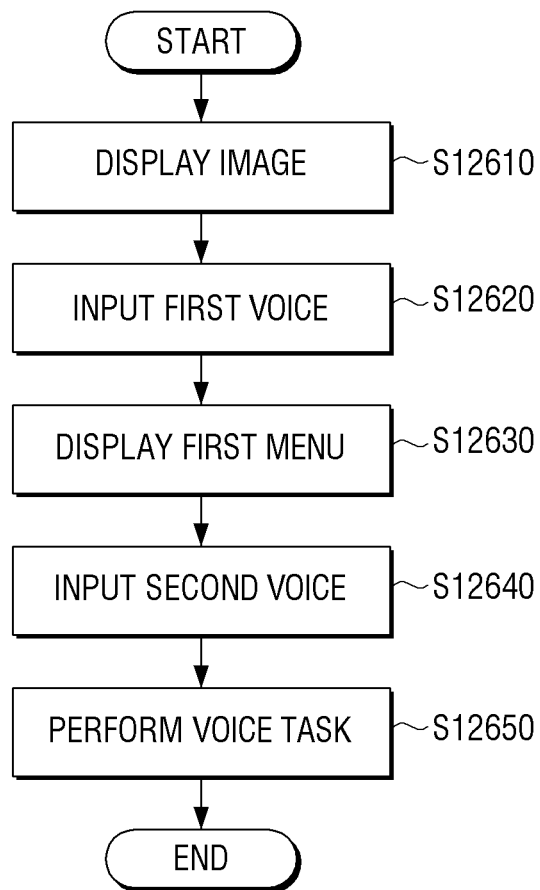 START
DISPLAY IMAGE S12610
INPUT FIRST VOICE S12620
DISPLAY FIRST MENU S12630
INPUT SECOND VOICE S12640
PERFORM VOICE TASK S12650
END